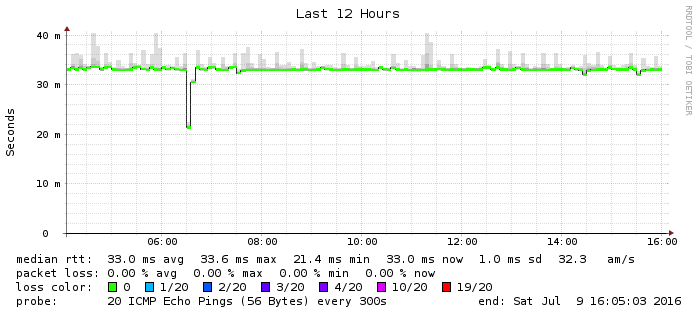 Last 12 Hours
RRDTOOL / TOBI OETIKER
Seconds
40 m
30 m
20 m
10 m
0
06:00 08:00 10:00 12:00 14:00 16:00
median rtt: 33.0 ms avg 33.6 ms max 21.4 ms min 33.0 ms now 1.0 ms sd 32.3 am/s
packet loss: 0.00 % avg 0.00 % max 0.00 % min 0.00 % now
loss color: 0 1/20 2/20 3/20 4/20 10/20 19/20
probe: 20 ICMP Echo Pings (56 Bytes) every 300s end: Sat Jul 9 16:05:03 2016